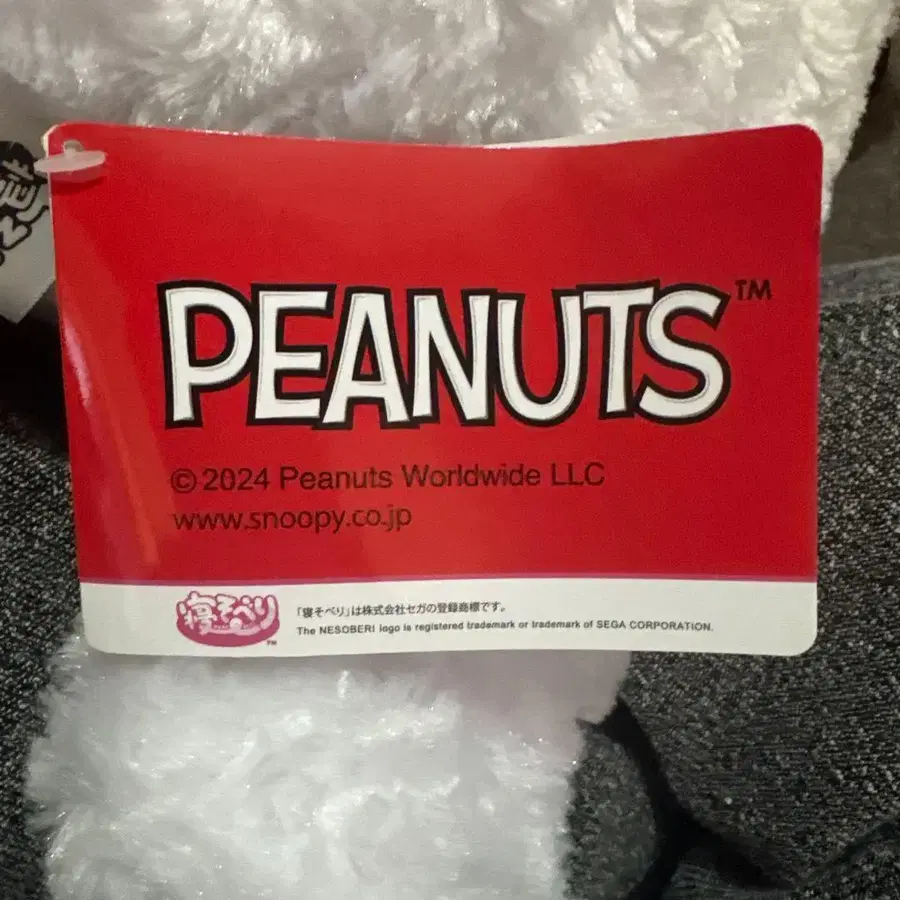 PEANUTS™
© 2024 Peanuts Worldwide LLC
www.snoopy.co.jp
寝そべり™
「寝そべり」は株式会社セガの登録商標です。
The NESOBERI logo is registered trademark or trademark of SEGA CORPORATION.